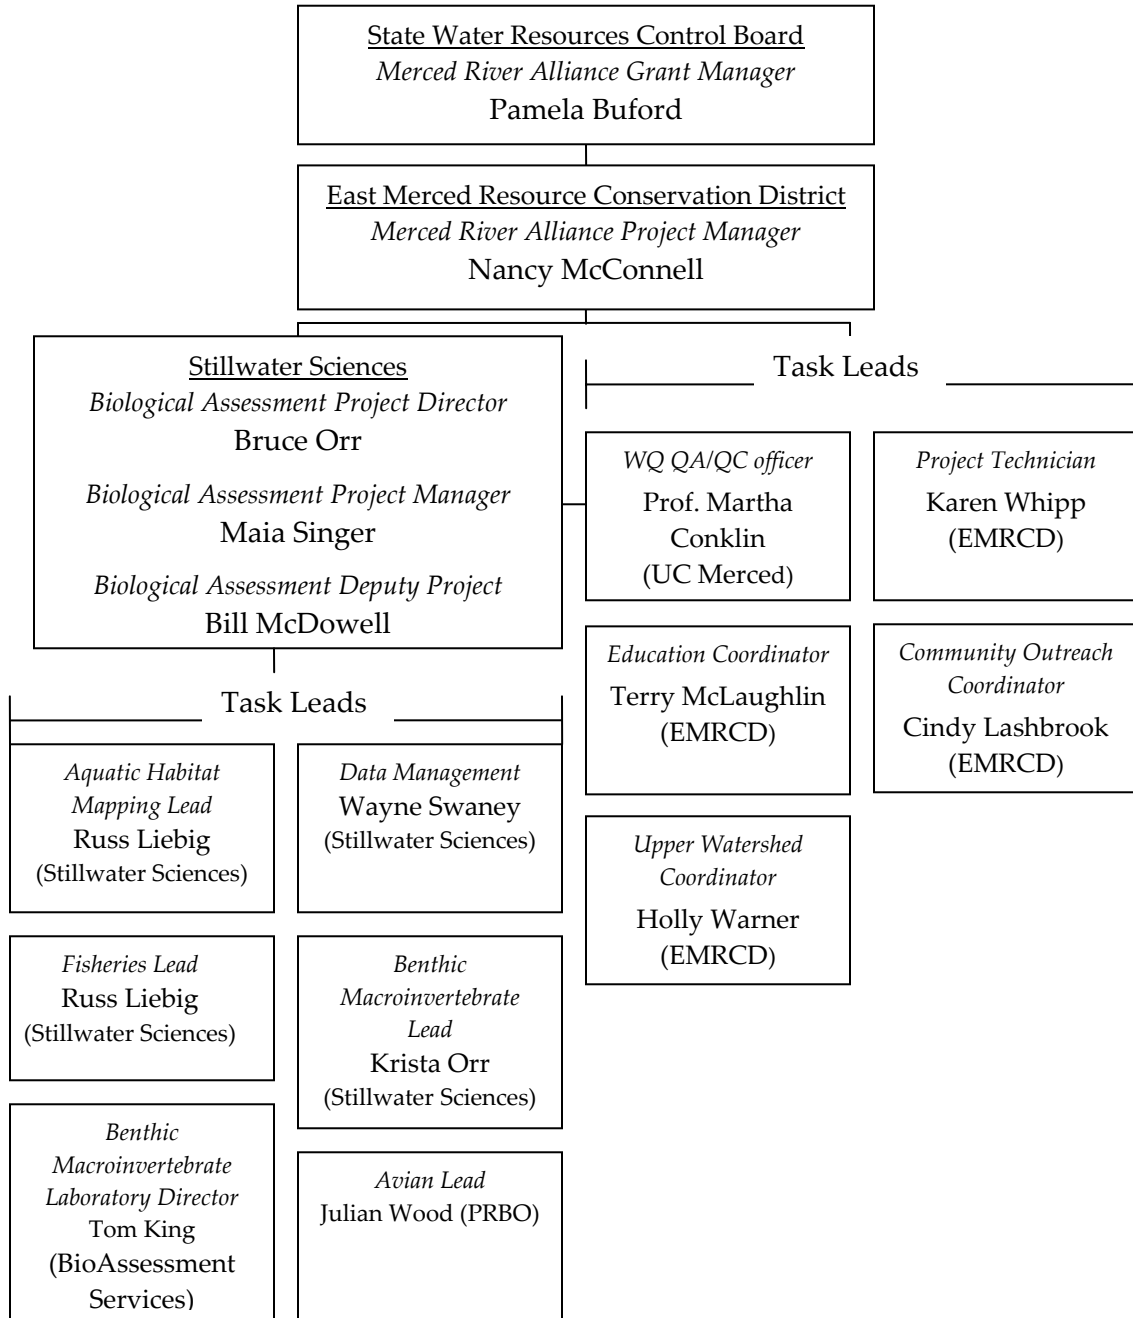 State Water Resources Control Board
Merced River Alliance Grant Manager
Pamela Buford
East Merced Resource Conservation District
Merced River Alliance Project Manager
Nancy McConnell
Stillwater Sciences
Biological Assessment Project Director
Bruce Orr
Biological Assessment Project Manager
Maia Singer
Biological Assessment Deputy Project
Bill McDowell
Task Leads
WQ QA/QC officer
Prof. Martha
Conklin
(UC Merced)
Project Technician
Karen Whipp
(EMRCD)
Education Coordinator
Terry McLaughlin
(EMRCD)
Community Outreach
Coordinator
Cindy Lashbrook
(EMRCD)
Upper Watershed
Coordinator
Holly Warner
(EMRCD)
Task Leads
Aquatic Habitat
Mapping Lead
Russ Liebig
(Stillwater Sciences)
Data Management
Wayne Swaney
(Stillwater Sciences)
Fisheries Lead
Russ Liebig
(Stillwater Sciences)
Benthic
Macroinvertebrate
Lead
Krista Orr
(Stillwater Sciences)
Benthic
Macroinvertebrate
Laboratory Director
Tom King
(BioAssessment
Services)
Avian Lead
Julian Wood (PRBO)